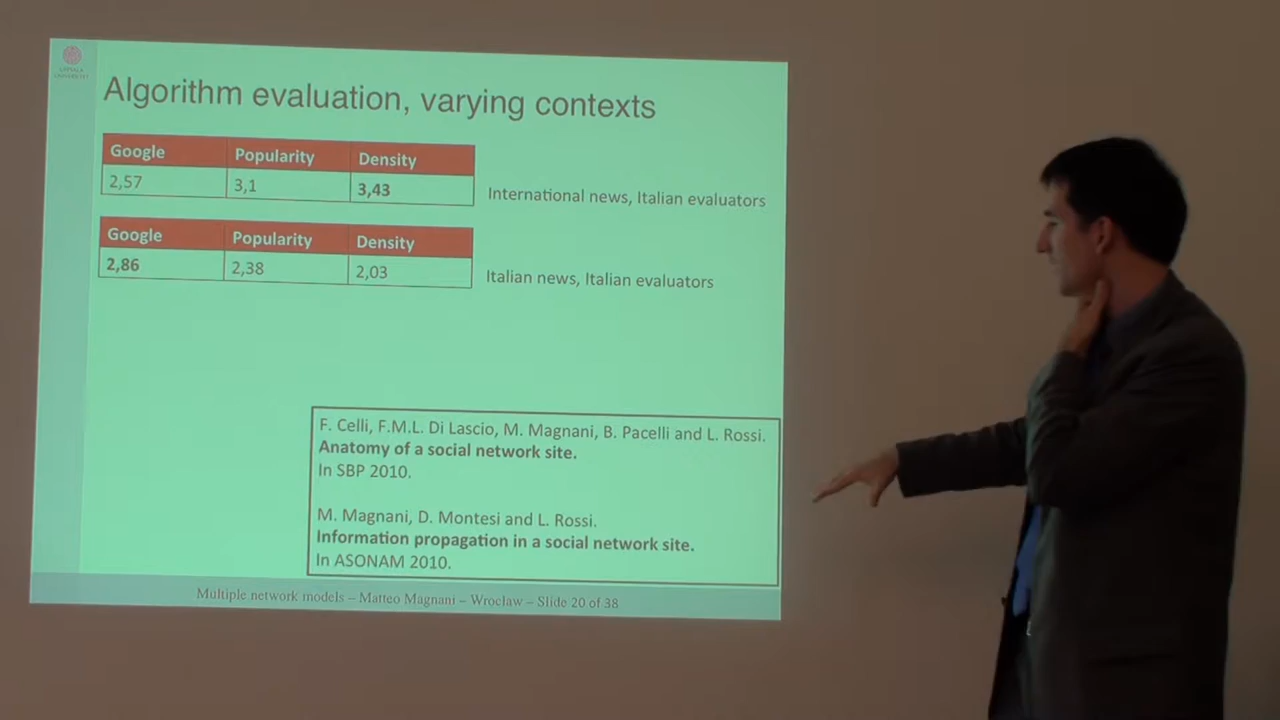 UPPSALA
UNIVERSITET
Algorithm evaluation, varying contexts
Google Popularity Density
2,57 3,1 3,43
International news, Italian evaluators
Google Popularity Density
2,86 2,38 2,03
Italian news, Italian evaluators
F. Celli, F.M.L. Di Lascio, M. Magnani, B. Pacelli and L. Rossi.
Anatomy of a social network site.
In SBP 2010.
M. Magnani, D. Montesi and L. Rossi.
Information propagation in a social network site.
In ASONAM 2010.
Multiple network models – Matteo Magnani – Wroclaw – Slide 20 of 38